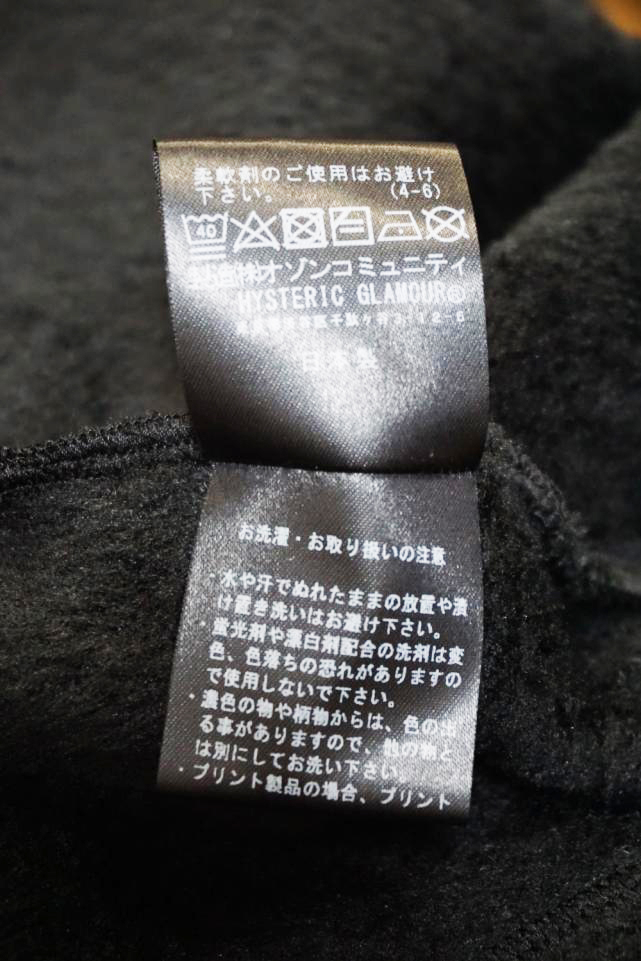 柔軟剤のご使用はお避け
下さい。 (4-6)
40
㈱オゾンコミュニティ
HYSTERIC GLAMOUR®
12-6
日本製
お洗濯・お取り扱いの注意
・水や汗でぬれたままの放置や漬
け置き洗いはお避け下さい。
・蛍光剤や漂白剤配合の洗剤は変
色、色落ちの恐れがありますの
で使用しないで下さい。
・濃色の物や柄物からは、色の出
る事がありますので、他の物と
は別にしてお洗い下さい。
・プリント製品の場合、プリント